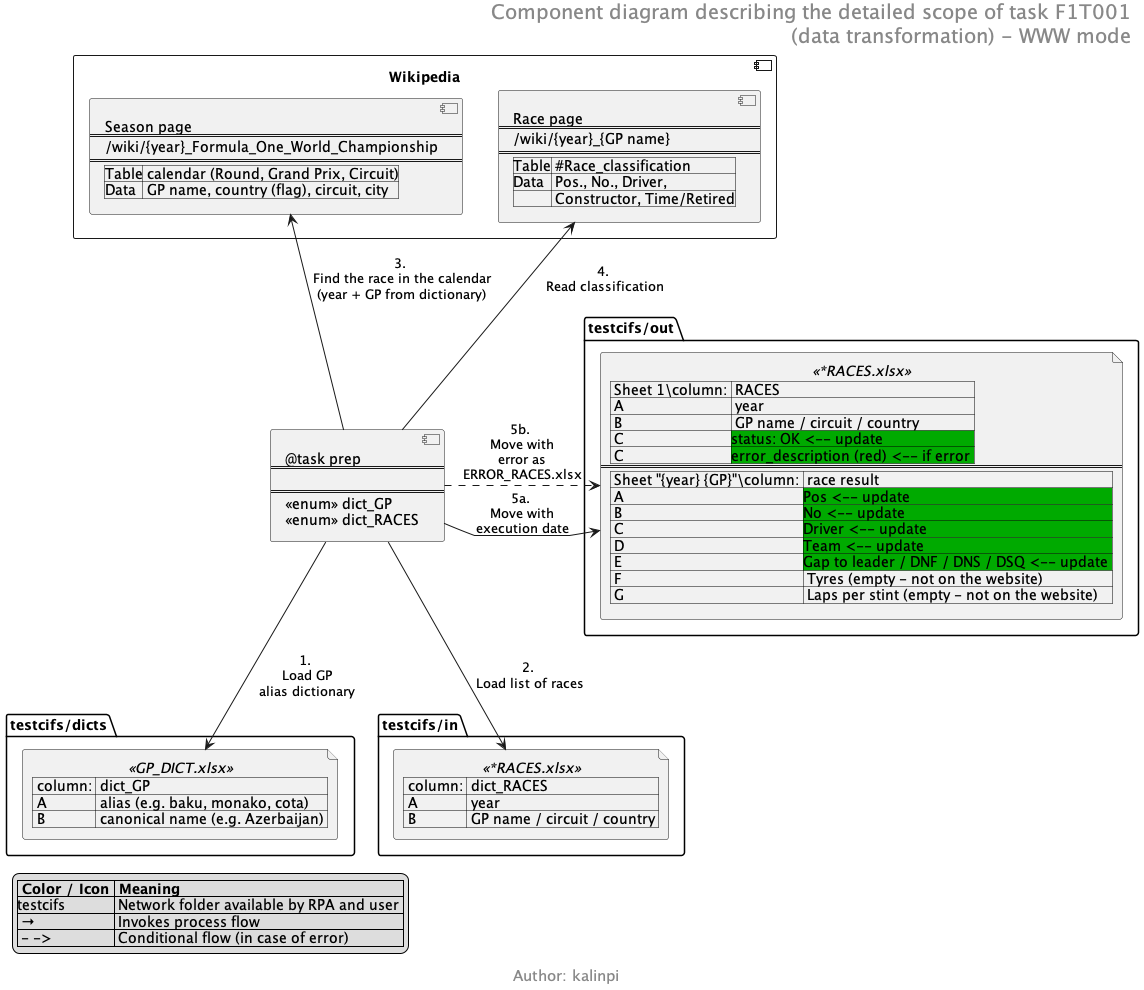 Component diagram describing the detailed scope of task F1T001
(data transformation) – WWW mode
Wikipedia
Season page
/wiki/{year}_Formula_One_World_Championship
Table calendar (Round, Grand Prix, Circuit)
Data GP name, country (flag), circuit, city
Race page
/wiki/{year}_{GP name}
Table #Race_classification
Data Pos., No., Driver,
Constructor, Time/Retired
3.
Find the race in the calendar
(year + GP from dictionary)
4.
Read classification
testcifs/out
«*RACES.xlsx»
Sheet 1\column: RACES
A year
B GP name / circuit / country
C status: OK <-- update
C error_description (red) <-- if error
Sheet "{year} {GP}"\column: race result
A Pos <-- update
B No <-- update
C Driver <-- update
D Team <-- update
E Gap to leader / DNF / DNS / DSQ <-- update
F Tyres (empty – not on the website)
G Laps per stint (empty – not on the website)
@task prep
«enum» dict_GP
«enum» dict_RACES
5b.
Move with
error as
ERROR_RACES.xlsx
5a.
Move with
execution date
1.
Load GP
alias dictionary
2.
Load list of races
testcifs/dicts
«GP_DICT.xlsx»
column: dict_GP
A alias (e.g. baku, monako, cota)
B canonical name (e.g. Azerbaijan)
testcifs/in
«*RACES.xlsx»
column: dict_RACES
A year
B GP name / circuit / country
Color / Icon Meaning
testcifs Network folder available by RPA and user
→ Invokes process flow
- -> Conditional flow (in case of error)
Author: kalinpi